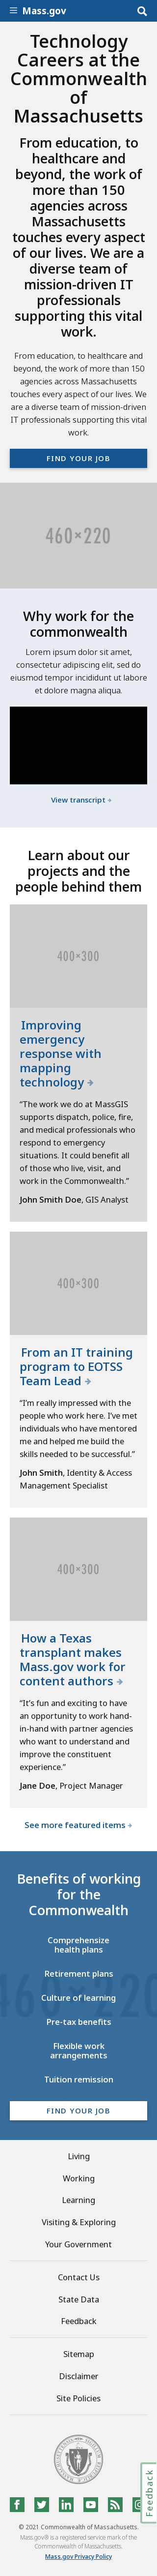 Mass.gov
Technology
Careers at the
Commonwealth
of
Massachusetts
From education, to
healthcare and
beyond, the work of
more than 150
agencies across
Massachusetts
touches every aspect
of our lives. We are a
diverse team of
mission-driven IT
professionals
supporting this vital
work.
From education, to healthcare and
beyond, the work of more than 150
agencies across Massachusetts
touches every aspect of our lives. We
are a diverse team of mission-driven
IT professionals supporting this vital
work.
FIND YOUR JOB
460×220
Why work for the
commonwealth
Lorem ipsum dolor sit amet,
consectetur adipisicing elit, sed do
eiusmod tempor incididunt ut labore
et dolore magna aliqua.
View transcript
Learn about our
projects and the
people behind them
400×300
Improving
emergency
response with
mapping
technology
“The work we do at MassGIS
supports dispatch, police, fire,
and medical professionals who
respond to emergency
situations. It could benefit all
of those who live, visit, and
work in the Commonwealth.”
John Smith Doe, GIS Analyst
400×300
From an IT training
program to EOTSS
Team Lead
“I’m really impressed with the
people who work here. I’ve met
individuals who have mentored
me and helped me build the
skills needed to be successful.”
John Smith, Identity & Access
Management Specialist
400×300
How a Texas
transplant makes
Mass.gov work for
content authors
“It’s fun and exciting to have
an opportunity to work hand-
in-hand with partner agencies
who want to understand and
improve the constituent
experience.”
Jane Doe, Project Manager
See more featured items
Benefits of working
for the
Commonwealth
Comprehensize
health plans
Retirement plans
Culture of learning
Pre-tax benefits
Flexible work
arrangements
Tuition remission
FIND YOUR JOB
Living
Working
Learning
Visiting & Exploring
Your Government
Contact Us
State Data
Feedback
Sitemap
Disclaimer
Site Policies
Feedback
© 2021 Commonwealth of Massachusetts.
Mass.gov® is a registered service mark of the
Commonwealth of Massachusetts.
Mass.gov Privacy Policy